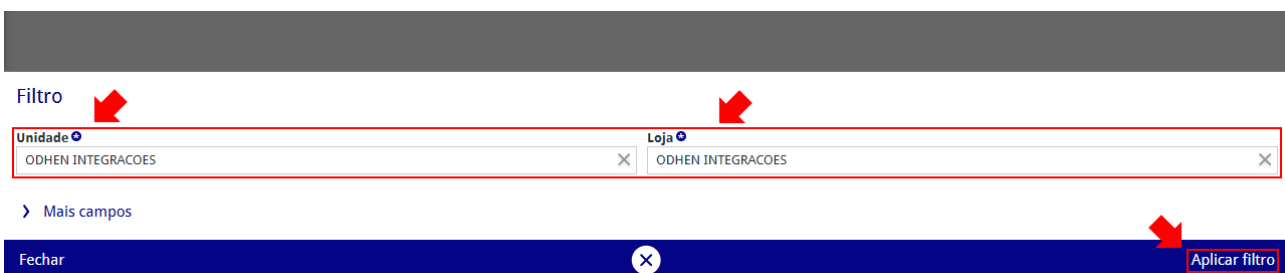 Filtro
Unidade Loja
ODHEN INTEGRACOES ODHEN INTEGRACOES
Mais campos
Fechar Aplicar filtro